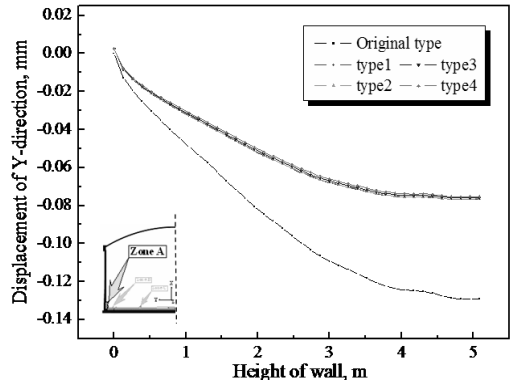 0.02
0.00
-0.02
-0.04
-0.06
-0.08
-0.10
-0.12
-0.14
Displacement of Y-direction, mm
Original type
type1 type3
type2 type4
Zone A
0 1 2 3 4 5
Height of wall, m